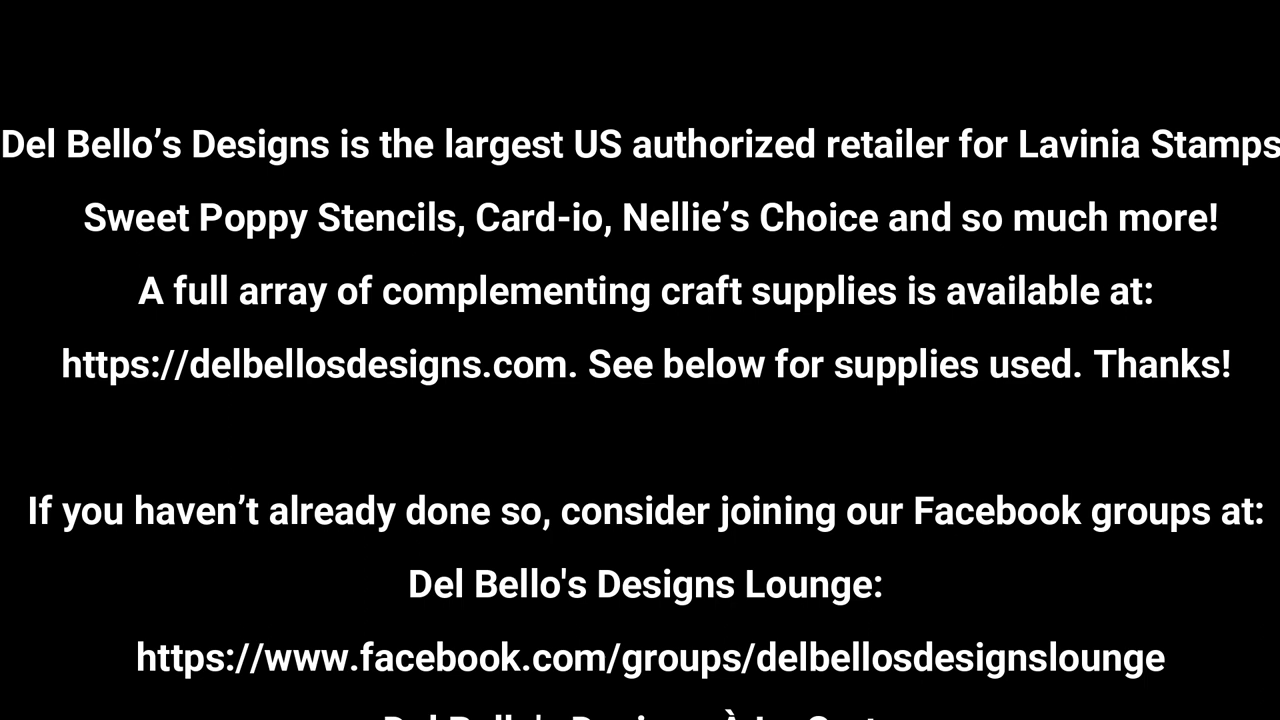 Del Bello’s Designs is the largest US authorized retailer for Lavinia Stamps
Sweet Poppy Stencils, Card-io, Nellie’s Choice and so much more!
A full array of complementing craft supplies is available at:
https://delbellosdesigns.com. See below for supplies used. Thanks!
If you haven’t already done so, consider joining our Facebook groups at:
Del Bello's Designs Lounge:
https://www.facebook.com/groups/delbellosdesignslounge